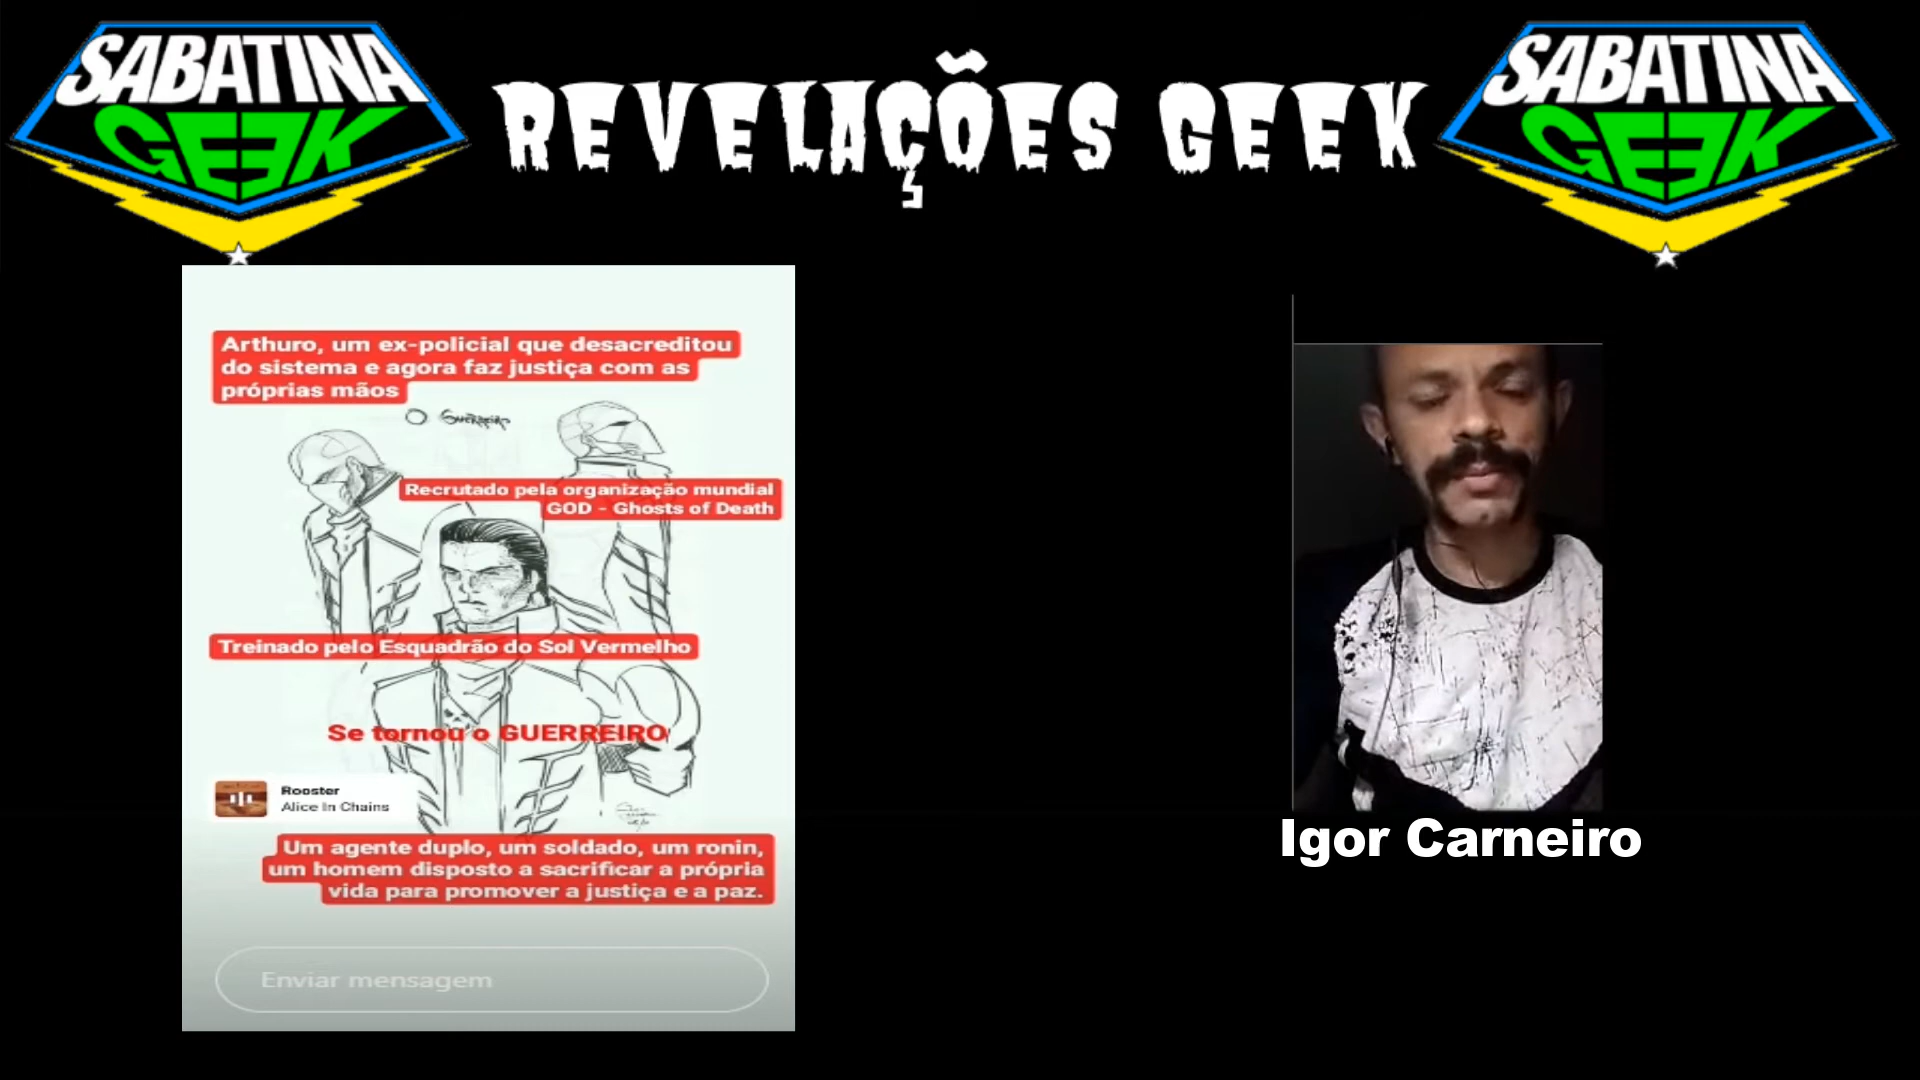 SABATINA
GEEK
REVELAÇÕES GEEK
SABATINA
GEEK
Arthuro, um ex-policial que desacreditou
do sistema e agora faz justiça com as
próprias mãos
O GUERREIRO
Recrutado pela organização mundial
GOD - Ghosts of Death
Treinado pelo Esquadrão do Sol Vermelho
Se tornou o GUERREIRO
Rooster
Alice In Chains
Um agente duplo, um soldado, um ronin,
um homem disposto a sacrificar a própria
vida para promover a justiça e a paz.
Enviar mensagem
Igor Carneiro